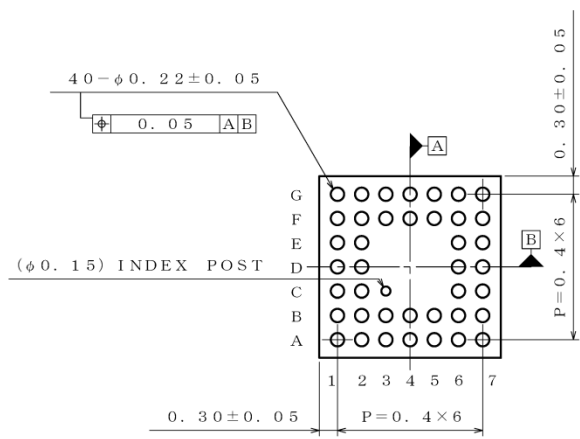 40-φ0.22±0.05
0.05 A B
A
0.30±0.05
G
F
E
B
(φ0.15) INDEX POST
D
C
P=0.4×6
B
A
1 2 3 4 5 6 7
0.30±0.05
P=0.4×6